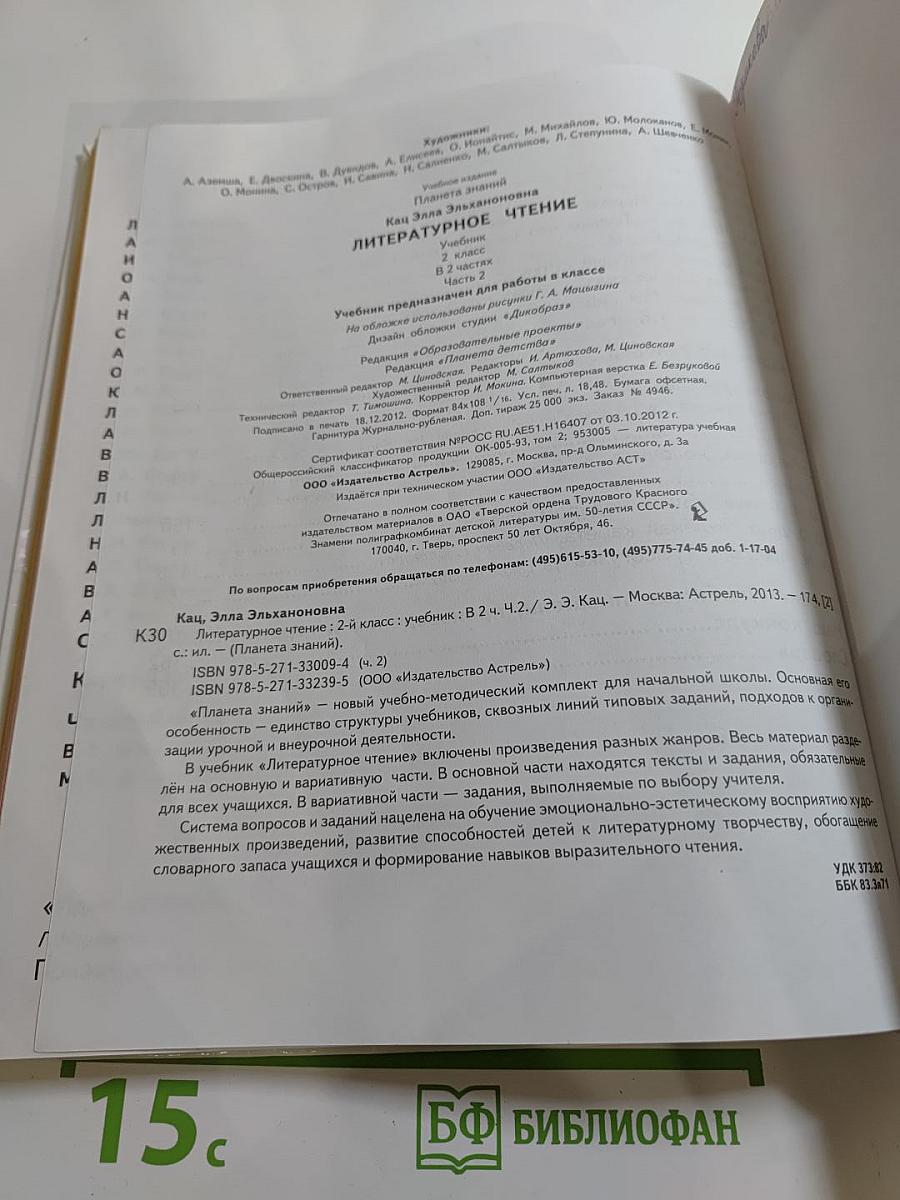 Художники:
А. Аземша, Е. Двоскина, В. Дувидов, А. Елисеев, О. Ионайтис, М. Михайлов, Ю. Молоканов, Е.
О. Монина, С. Остров, И. Савина, Н. Салиенко, М. Салтыков, Л. Степунина, А. Шевченко
Учебное издание
Планета знаний
Кац Элла Эльханоновна
ЛИТЕРАТУРНОЕ ЧТЕНИЕ
Учебник
2 класс
В 2 частях
Часть 2
Учебник предназначен для работы в классе
На обложке использованы рисунки Г. А. Мацыгина
Дизайн обложки студии «Дикобраз»
Редакция «Образовательные проекты»
Редакция «Планета детства»
Ответственный редактор М. Циновская. Редакторы И. Артюхова, М. Циновская
Художественный редактор М. Салтыков
Технический редактор Т. Тимошина. Корректор И. Мокина. Компьютерная верстка Е. Безруковой
Подписано в печать 18.12.2012. Формат 84х108 1/16. Усл. печ. л. 18,48. Бумага офсетная.
Гарнитура Журнально-рубленая. Доп. тираж 25 000 экз. Заказ № 4946.
Сертификат соответствия №РОСС RU.АЕ51.Н16407 от 03.10.2012 г.
Общероссийский классификатор продукции ОК-005-93, том 2; 953005 — литература учебная
ООО «Издательство Астрель». 129085, г. Москва, пр-д Ольминского, д. 3а
Издаётся при техническом участии ООО «Издательство АСТ»
Отпечатано в полном соответствии с качеством предоставленных
издательством материалов в ОАО «Тверской ордена Трудового Красного
Знамени полиграфкомбинат детской литературы им. 50-летия СССР».
170040, г. Тверь, проспект 50 лет Октября, 46.
По вопросам приобретения обращаться по телефонам: (495)615-53-10, (495)775-74-45 доб. 1-17-04
Кац, Элла Эльханоновна
К30 Литературное чтение : 2-й класс : учебник : В 2 ч. Ч.2. / Э. Э. Кац. — Москва: Астрель, 2013. — 174, [2]
с.: ил. — (Планета знаний).
ISBN 978-5-271-33009-4 (ч. 2)
ISBN 978-5-271-33239-5 (ООО «Издательство Астрель»)
«Планета знаний» — новый учебно-методический комплект для начальной школы. Основная его
особенность — единство структуры учебников, сквозных линий типовых заданий, подходов к органи-
зации урочной и внеурочной деятельности.
В учебник «Литературное чтение» включены произведения разных жанров. Весь материал разде-
лён на основную и вариативную части. В основной части находятся тексты и задания, обязательные
для всех учащихся. В вариативной части — задания, выполняемые по выбору учителя.
Система вопросов и заданий нацелена на обучение эмоционально-эстетическому восприятию худо-
жественных произведений, развитие способностей детей к литературному творчеству, обогащение
словарного запаса учащихся и формирование навыков выразительного чтения.
УДК 373:82
ББК 83.3я71
15 с
БФ БИБЛИОФАН